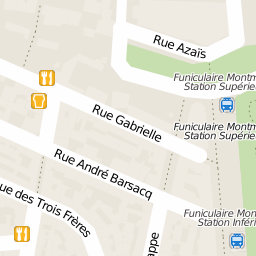 Rue Azaïs
Funiculaire Montm
Station Supérie
Rue Gabrielle
Funiculaire Montm
Station Supérie
Rue André Barsacq
ue des Trois Frères
Funiculaire Mont
Station Inféri
appe